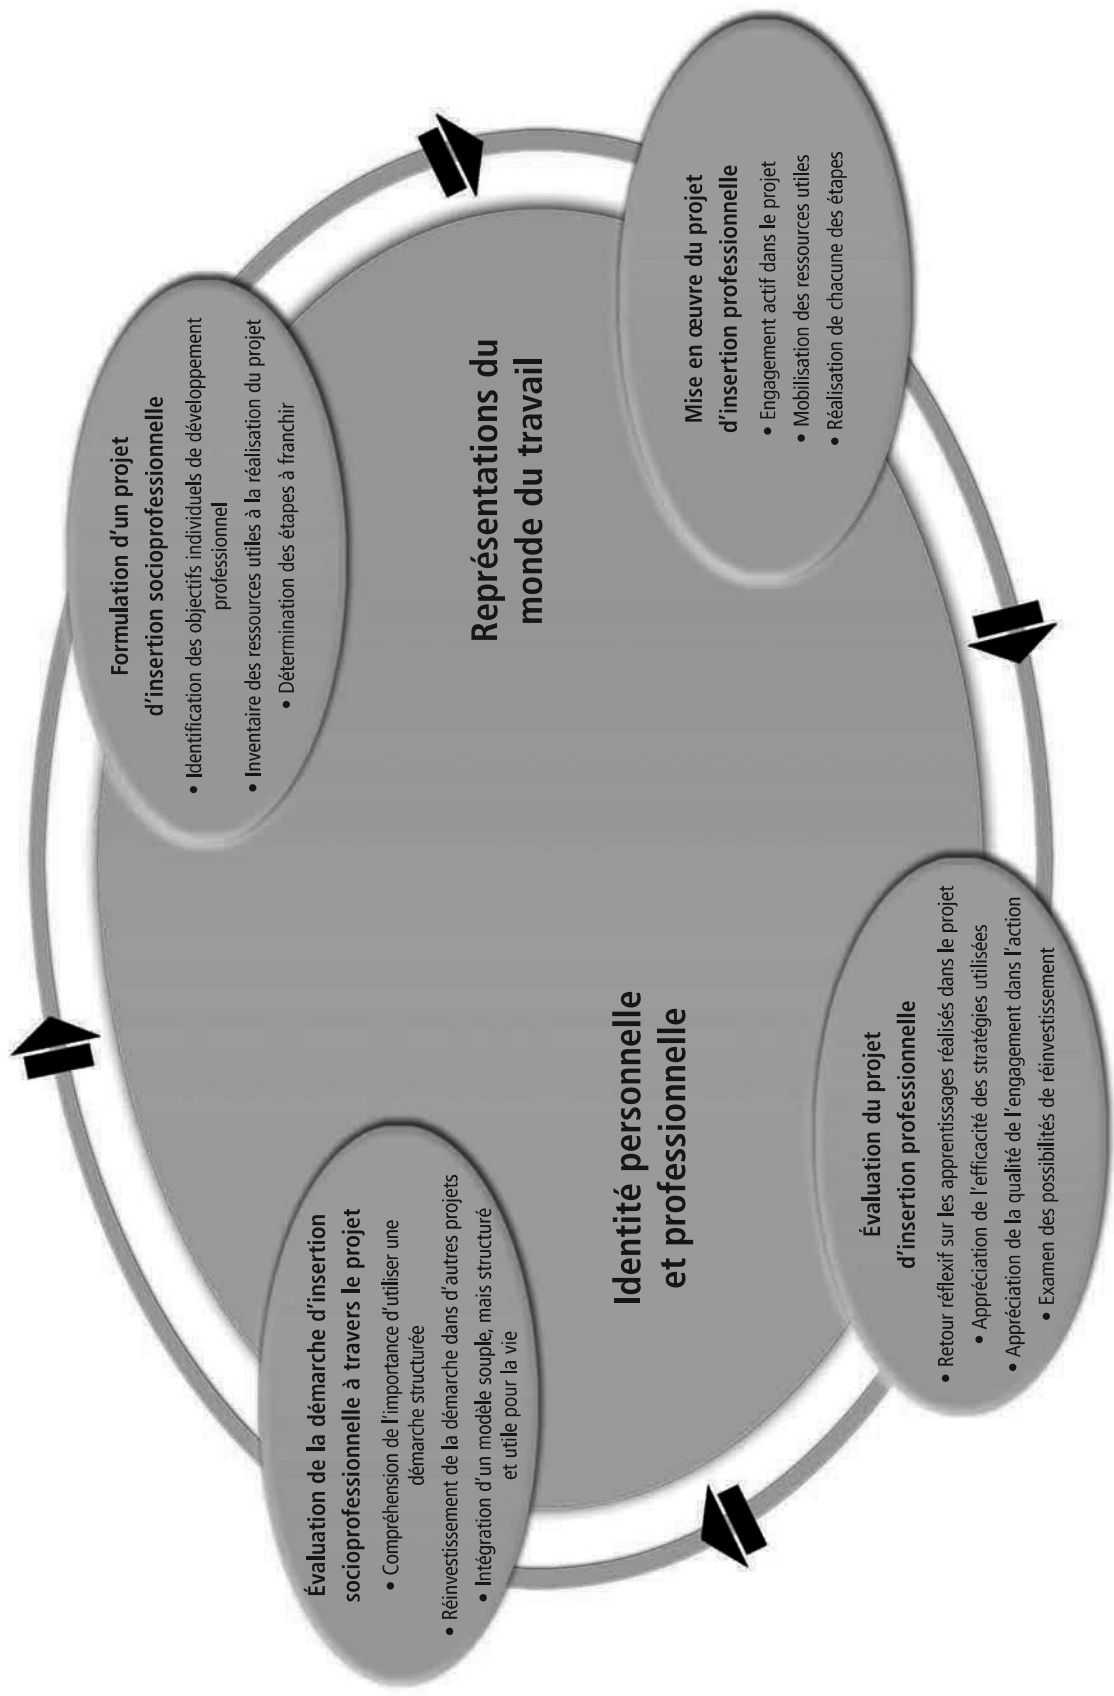 Formulation d’un projet
d’insertion socioprofessionnelle
• Identification des objectifs individuels de développement
professionnel
• Inventaire des ressources utiles à la réalisation du projet
• Détermination des étapes à franchir
Représentations du
monde du travail
Mise en œuvre du projet
d’insertion professionnelle
• Engagement actif dans le projet
• Mobilisation des ressources utiles
• Réalisation de chacune des étapes
Évaluation du projet
d’insertion professionnelle
• Retour réflexif sur les apprentissages réalisés dans le projet
• Appréciation de l’efficacité des stratégies utilisées
• Appréciation de la qualité de l’engagement dans l’action
• Examen des possibilités de réinvestissement
Évaluation de la démarche d’insertion
socioprofessionnelle à travers le projet
• Compréhension de l’importance d’utiliser une
démarche structurée
• Réinvestissement de la démarche dans d’autres projets
• Intégration d’un modèle souple, mais structuré
et utile pour la vie
Identité personnelle
et professionnelle